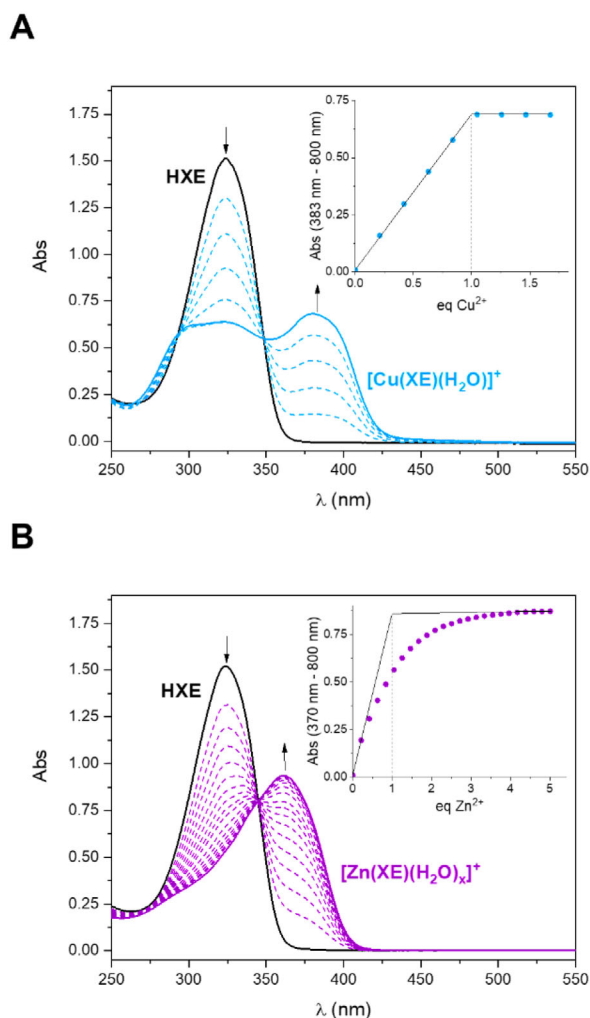 A
1.75
1.50
1.25
1.00
0.75
0.50
0.25
0.00
Abs
HXE
[Cu(XE)(H₂O)]⁺
250 300 350 400 450 500 550
λ (nm)
0.75
0.50
0.25
0.00
Abs (383 nm - 800 nm)
0.0 0.5 1.0 1.5
eq Cu²⁺
B
1.75
1.50
1.25
1.00
0.75
0.50
0.25
0.00
Abs
HXE
[Zn(XE)(H₂O)ₓ]⁺
250 300 350 400 450 500 550
λ (nm)
0.75
0.50
0.25
0.00
Abs (370 nm - 800 nm)
0 1 2 3 4 5
eq Zn²⁺